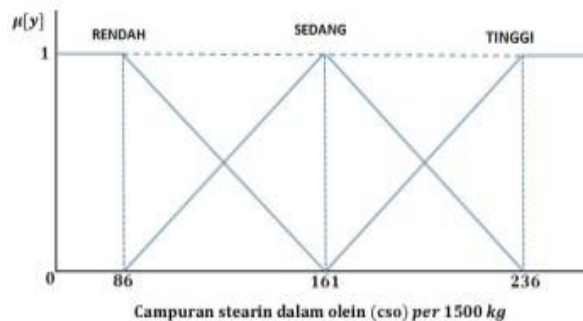 μ[y]
RENDAH
SEDANG
TINGGI
1
0
86
161
236
Campuran stearin dalam olein (cso) per 1500 kg